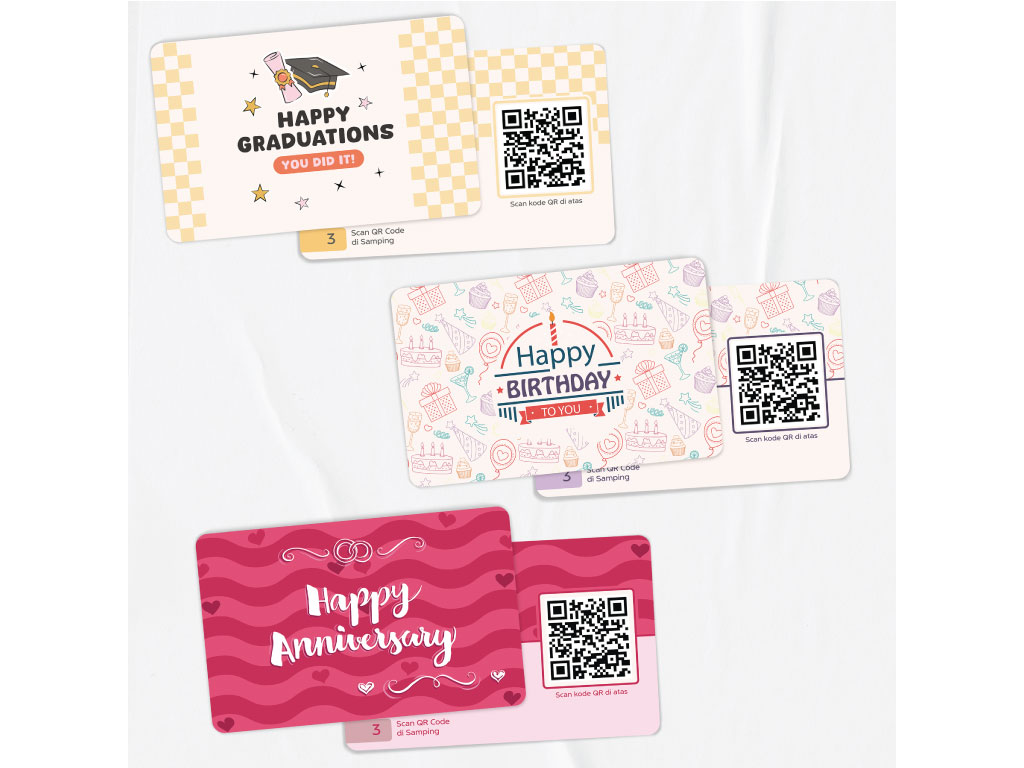 HAPPY
GRADUATIONS
YOU DID IT!
Scan kode QR di atas
3
Scan QR Code
di Samping
Happy
BIRTHDAY
TO YOU
Scan kode QR di atas
3
Scan QR Code
di Samping
Happy
Anniversary
Scan kode QR di atas
3
Scan QR Code
di Samping